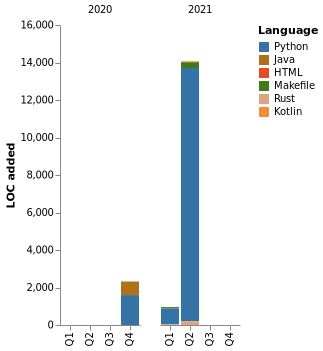 2020
2021
16,000
14,000
12,000
10,000
8,000
6,000
4,000
2,000
0
LOC added
Q1
Q2
Q3
Q4
Q1
Q2
Q3
Q4
Language
Python
Java
HTML
Makefile
Rust
Kotlin